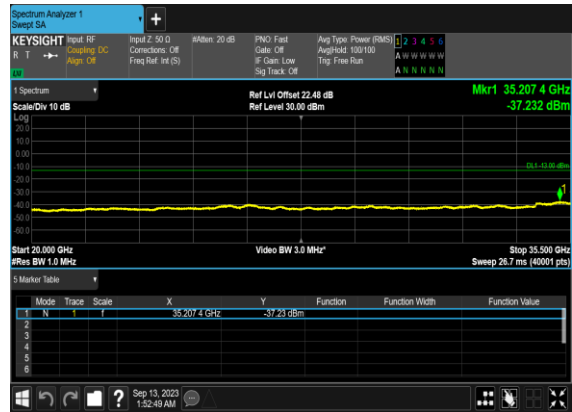 Spectrum Analyzer 1
Swept SA
+
KEYSIGHT Input: RF Input Z: 50 Ω #Atten: 20 dB PNO: Fast Avg Type: Power (RMS) 1 2 3 4 5 6
R T Coupling: DC Corrections: Off Gate: Off Avg|Hold: 100/100 A W W W W W
Align: Off Freq Ref: Int (S) IF Gain: Low Trig: Free Run
Sig Track: Off A N N N N N
1 Spectrum Ref Lvl Offset 22.48 dB Mkr1 35.207 4 GHz
Scale/Div 10 dB Ref Level 30.00 dBm -37.232 dBm
Log
20.0
10.0
0.00
-10.0
DL1 -13.00 dBm
-20.0
-30.0
1
-40.0
-50.0
-60.0
Start 20.000 GHz Video BW 3.0 MHz* Stop 35.500 GHz
#Res BW 1.0 MHz Sweep 26.7 ms (40001 pts)
5 Marker Table
Mode Trace Scale X Y Function Function Width Function Value
1 N 1 f 35.207 4 GHz -37.23 dBm
2
3
4
5
6
? Sep 13, 2023
1:52:49 AM